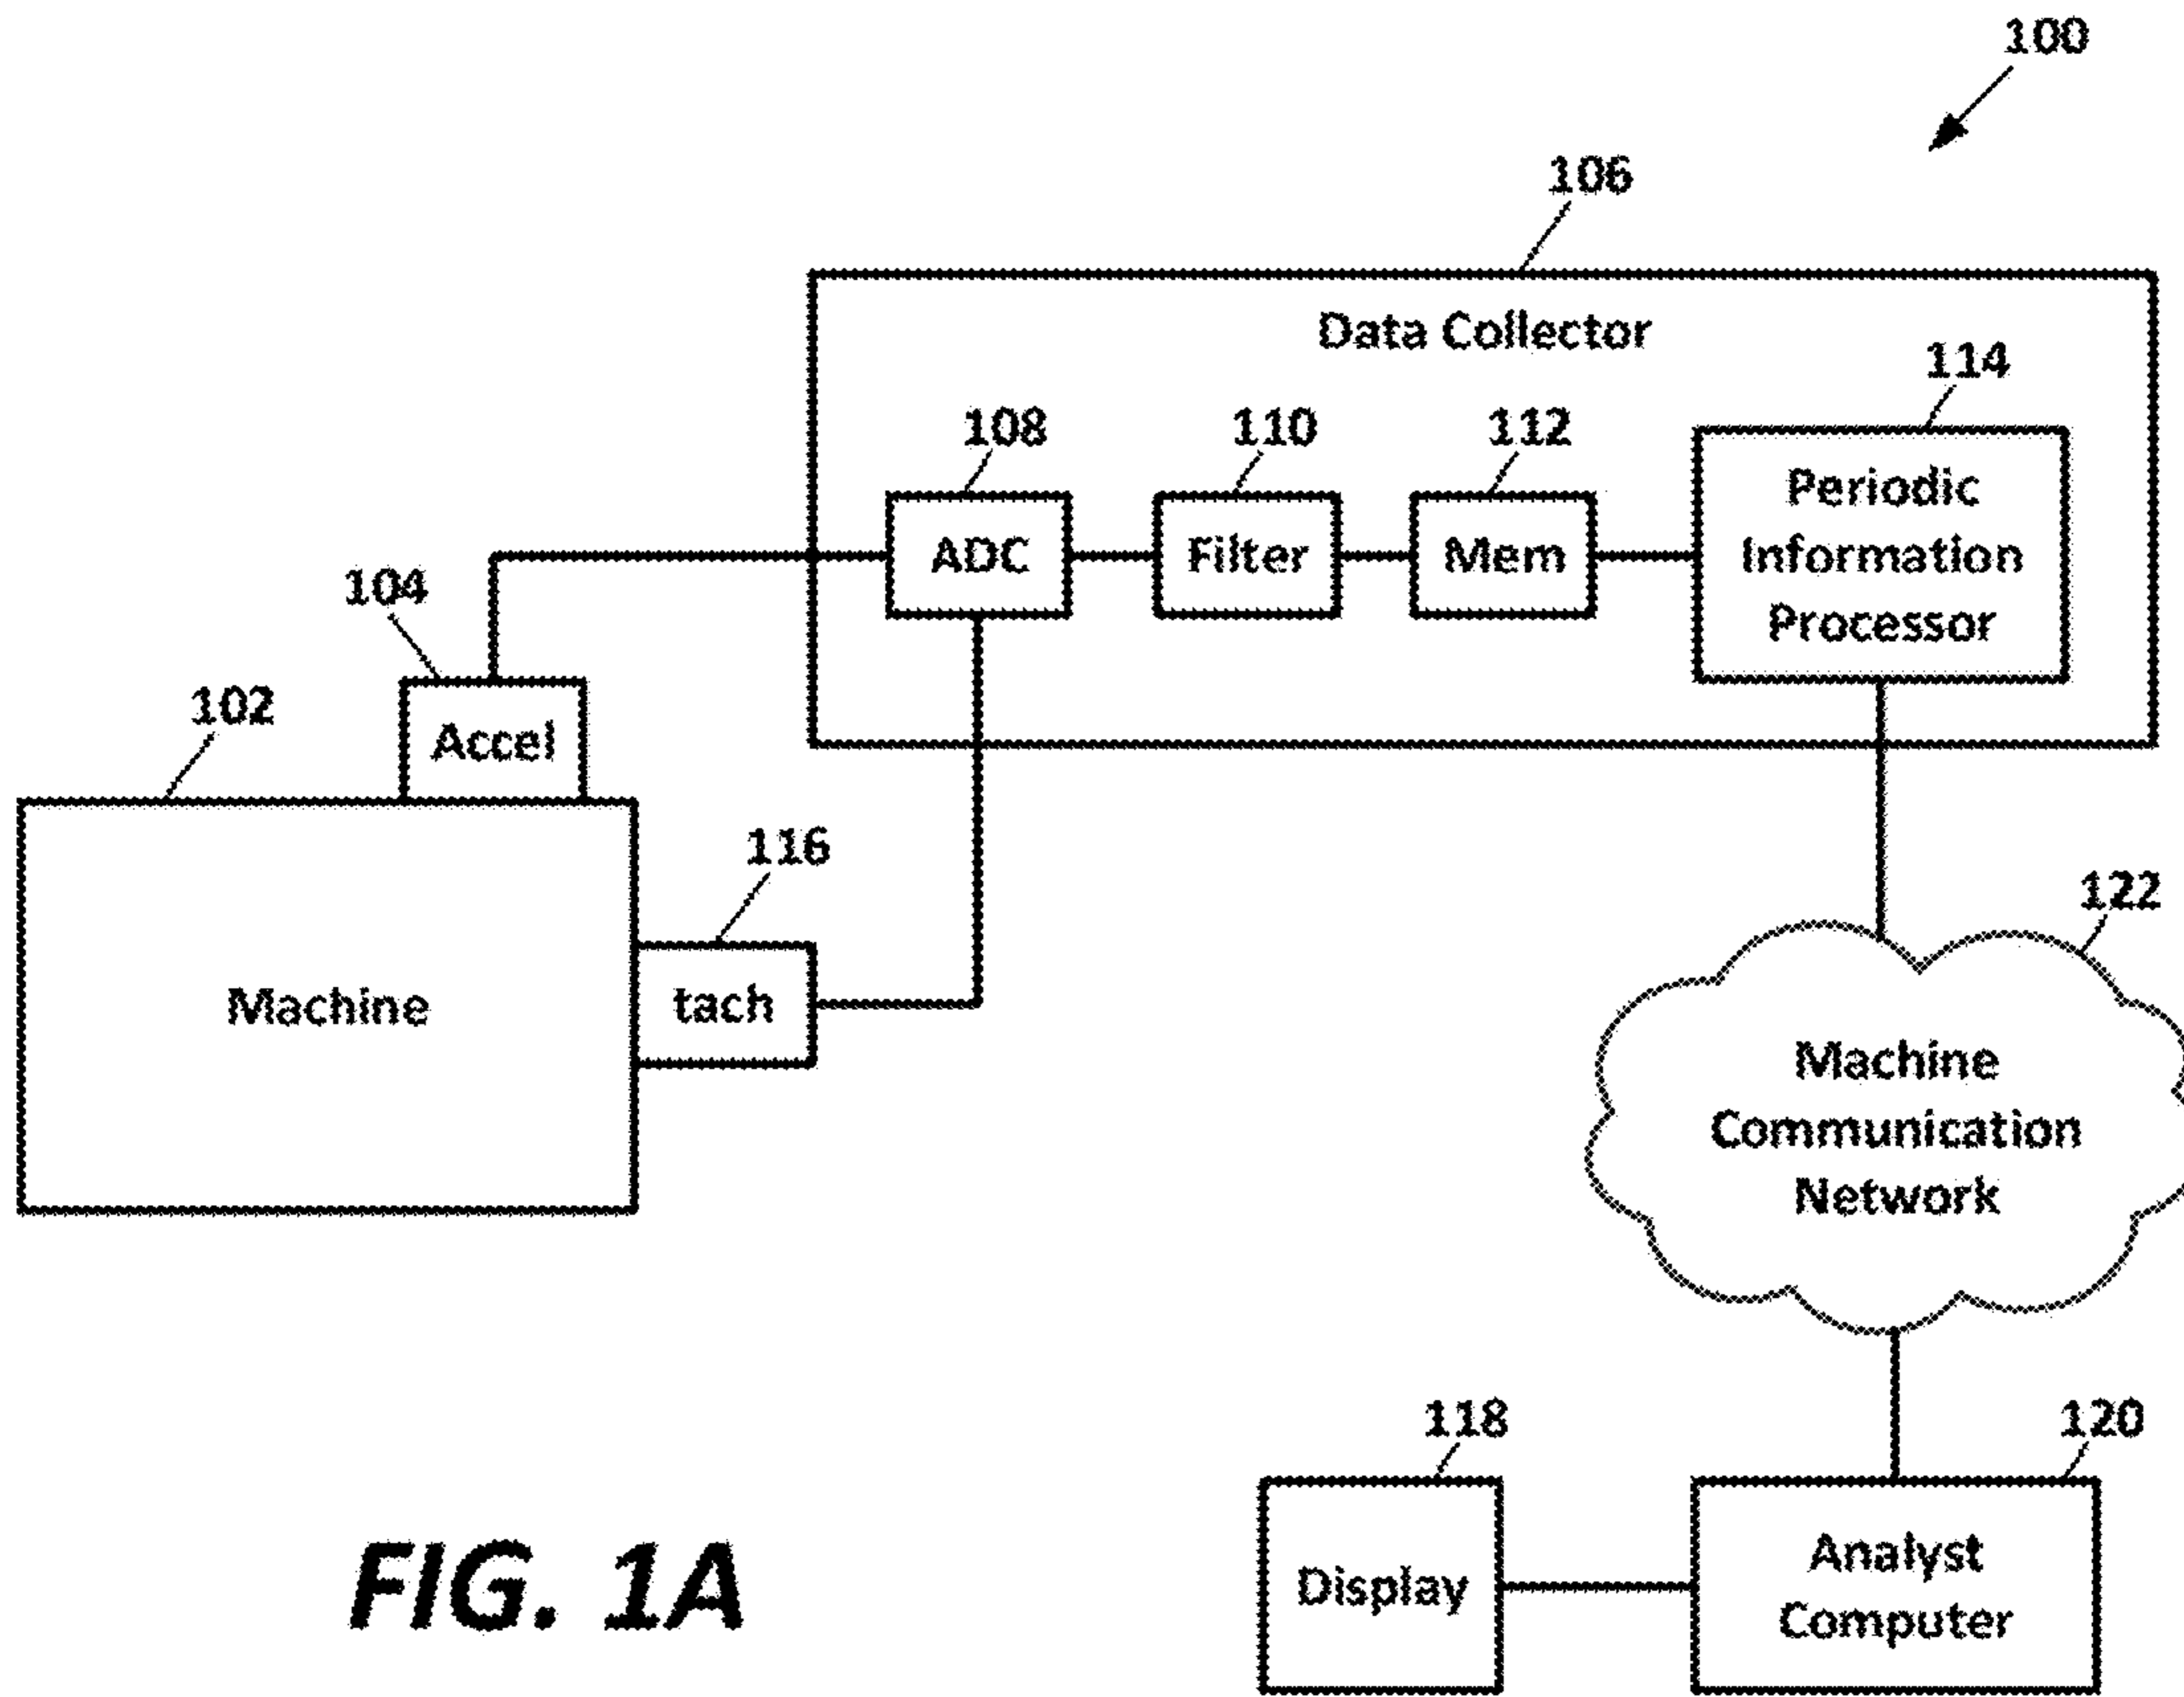 100
106
Data Collector
114
108
110
112
Periodic
Information
Processor
ADC
Filter
Mem
104
Accel
102
116
Machine
tach
122
Machine
Communication
Network
118
120
Display
Analyst
Computer
FIG. 1A